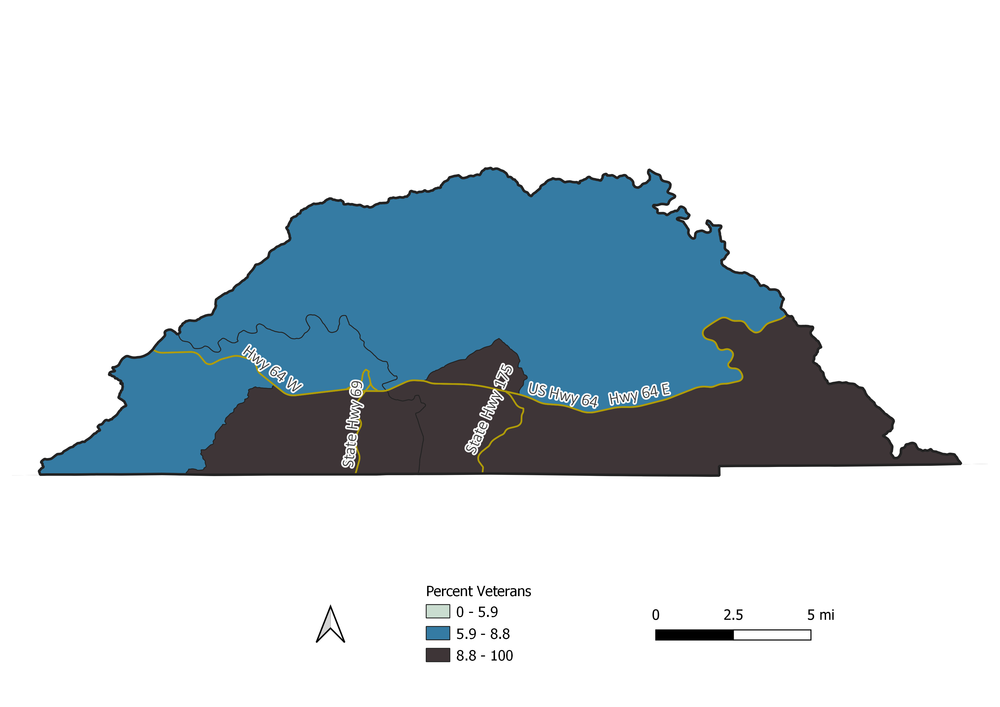 Hwy 64 W
State Hwy 69
State Hwy 175
US Hwy 64
Hwy 64 E
Percent Veterans
0 - 5.9
5.9 - 8.8
8.8 - 100
0 2.5 5 mi